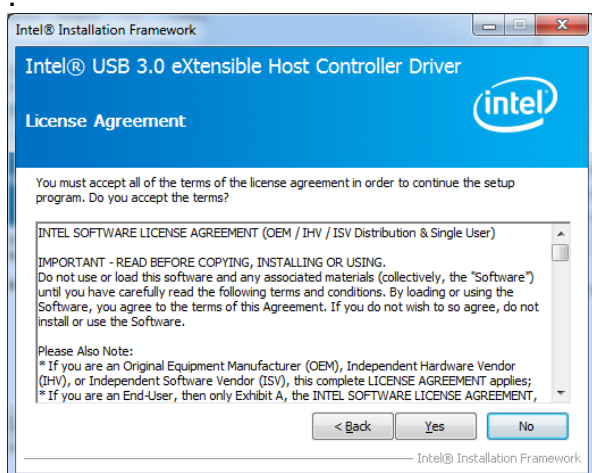 Intel® Installation Framework
Intel® USB 3.0 eXtensible Host Controller Driver
intel
License Agreement
You must accept all of the terms of the license agreement in order to continue the setup
program. Do you accept the terms?
INTEL SOFTWARE LICENSE AGREEMENT (OEM / IHV / ISV Distribution & Single User)
IMPORTANT - READ BEFORE COPYING, INSTALLING OR USING.
Do not use or load this software and any associated materials (collectively, the "Software")
until you have carefully read the following terms and conditions. By loading or using the
Software, you agree to the terms of this Agreement. If you do not wish to so agree, do not
install or use the Software.
Please Also Note:
* If you are an Original Equipment Manufacturer (OEM), Independent Hardware Vendor
(IHV), or Independent Software Vendor (ISV), this complete LICENSE AGREEMENT applies;
* If you are an End-User, then only Exhibit A, the INTEL SOFTWARE LICENSE AGREEMENT,
< Back Yes No
Intel® Installation Framework